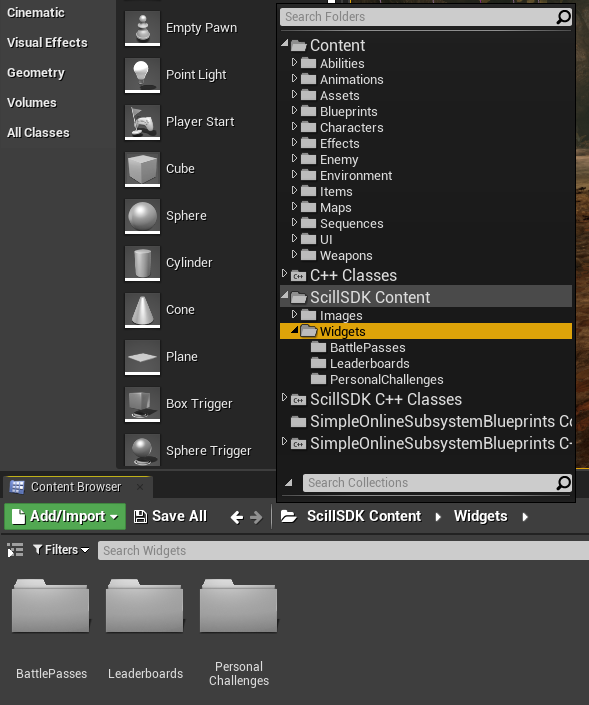 Cinematic
Visual Effects
Geometry
Volumes
All Classes
Empty Pawn
Point Light
Player Start
Cube
Sphere
Cylinder
Cone
Plane
Box Trigger
Sphere Trigger
Search Folders
Content
Abilities
Animations
Assets
Blueprints
Characters
Effects
Enemy
Environment
Items
Maps
Sequences
UI
Weapons
C++ Classes
ScillSDK Content
Images
Widgets
BattlePasses
Leaderboards
PersonalChallenges
ScillSDK C++ Classes
SimpleOnlineSubsystemBlueprints Co
SimpleOnlineSubsystemBlueprints C-
Search Collections
Content Browser
Add/Import
Save All
ScillSDK Content
Widgets
Filters
Search Widgets
BattlePasses
Leaderboards
Personal
Challenges